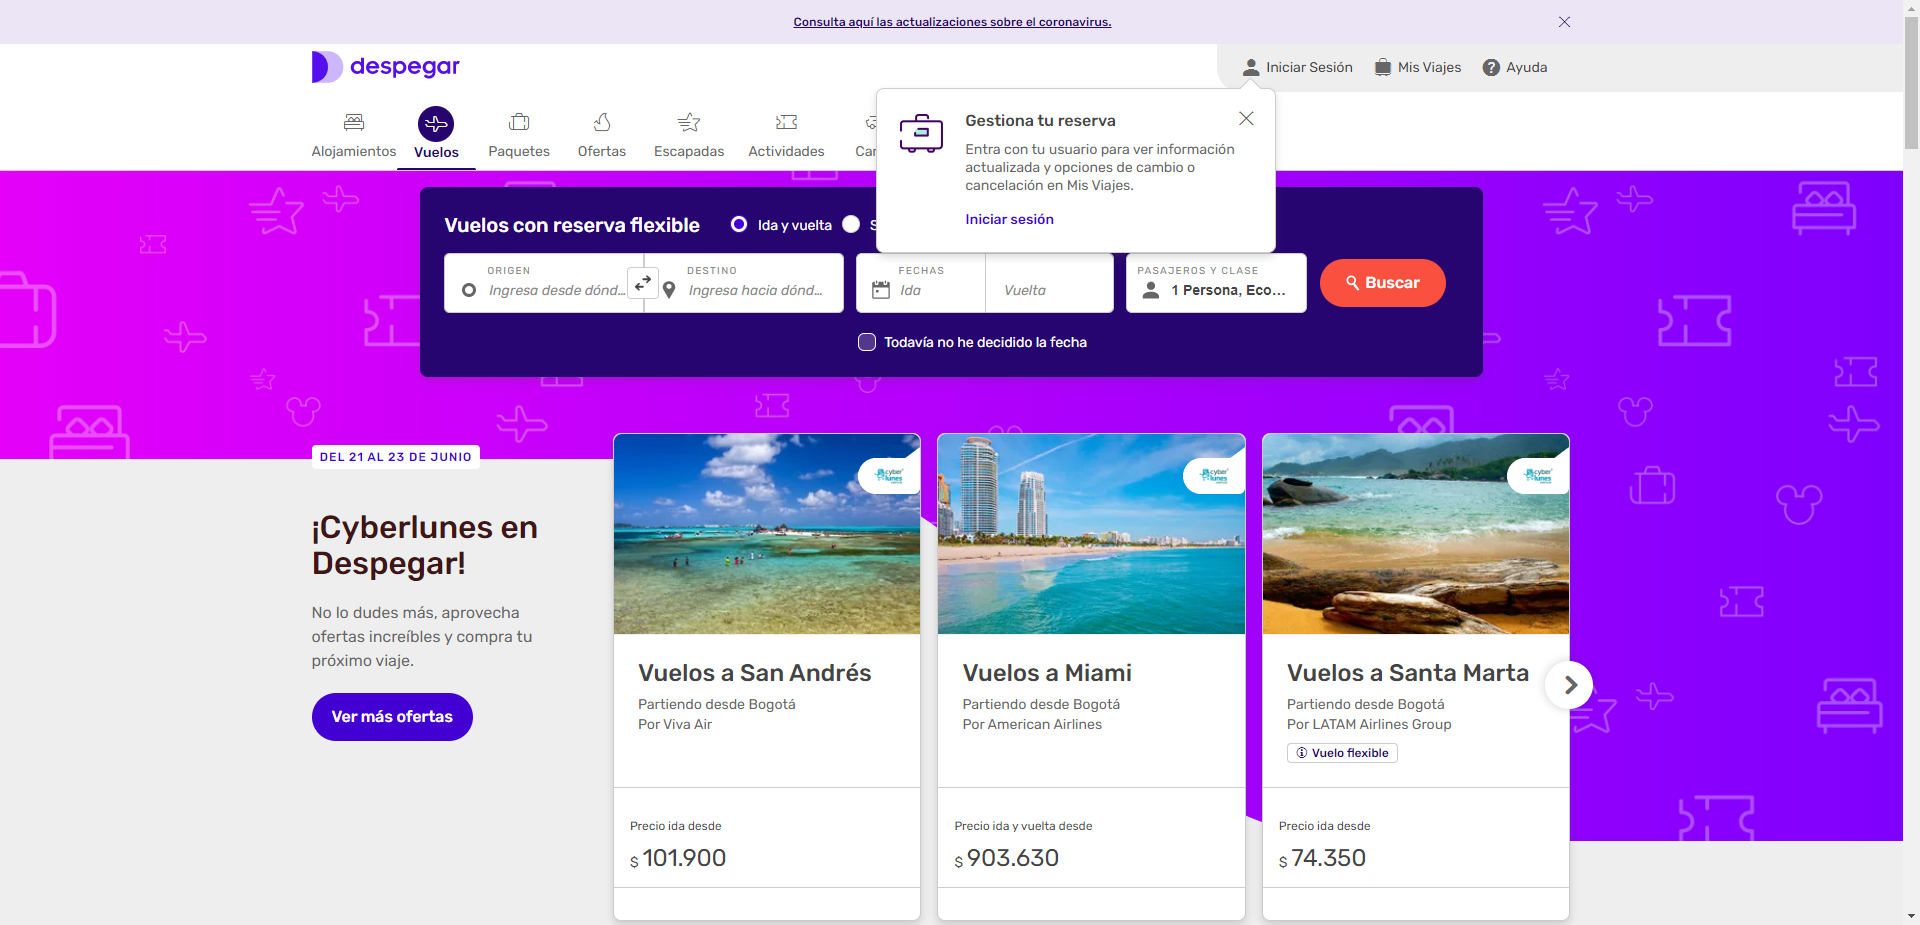 Consulta aquí las actualizaciones sobre el coronavirus.
despegar
Iniciar Sesión
Mis Viajes
Ayuda
Alojamientos
Vuelos
Paquetes
Ofertas
Escapadas
Actividades
Car
Gestiona tu reserva
Entra con tu usuario para ver información
actualizada y opciones de cambio o
cancelación en Mis Viajes.
Iniciar sesión
Vuelos con reserva flexible
Ida y vuelta
S
ORIGEN
Ingresa desde dónd...
DESTINO
Ingresa hacia dónd...
FECHAS
Ida
Vuelta
PASAJEROS Y CLASE
1 Persona, Eco...
Buscar
Todavía no he decidido la fecha
DEL 21 AL 23 DE JUNIO
¡Cyberlunes en
Despegar!
No lo dudes más, aprovecha
ofertas increíbles y compra tu
próximo viaje.
Ver más ofertas
cyber
lunes
Vuelos a San Andrés
Partiendo desde Bogotá
Por Viva Air
Precio ida desde
$ 101.900
cyber
lunes
Vuelos a Miami
Partiendo desde Bogotá
Por American Airlines
Precio ida y vuelta desde
$ 903.630
cyber
lunes
Vuelos a Santa Marta
Partiendo desde Bogotá
Por LATAM Airlines Group
Vuelo flexible
Precio ida desde
$ 74.350